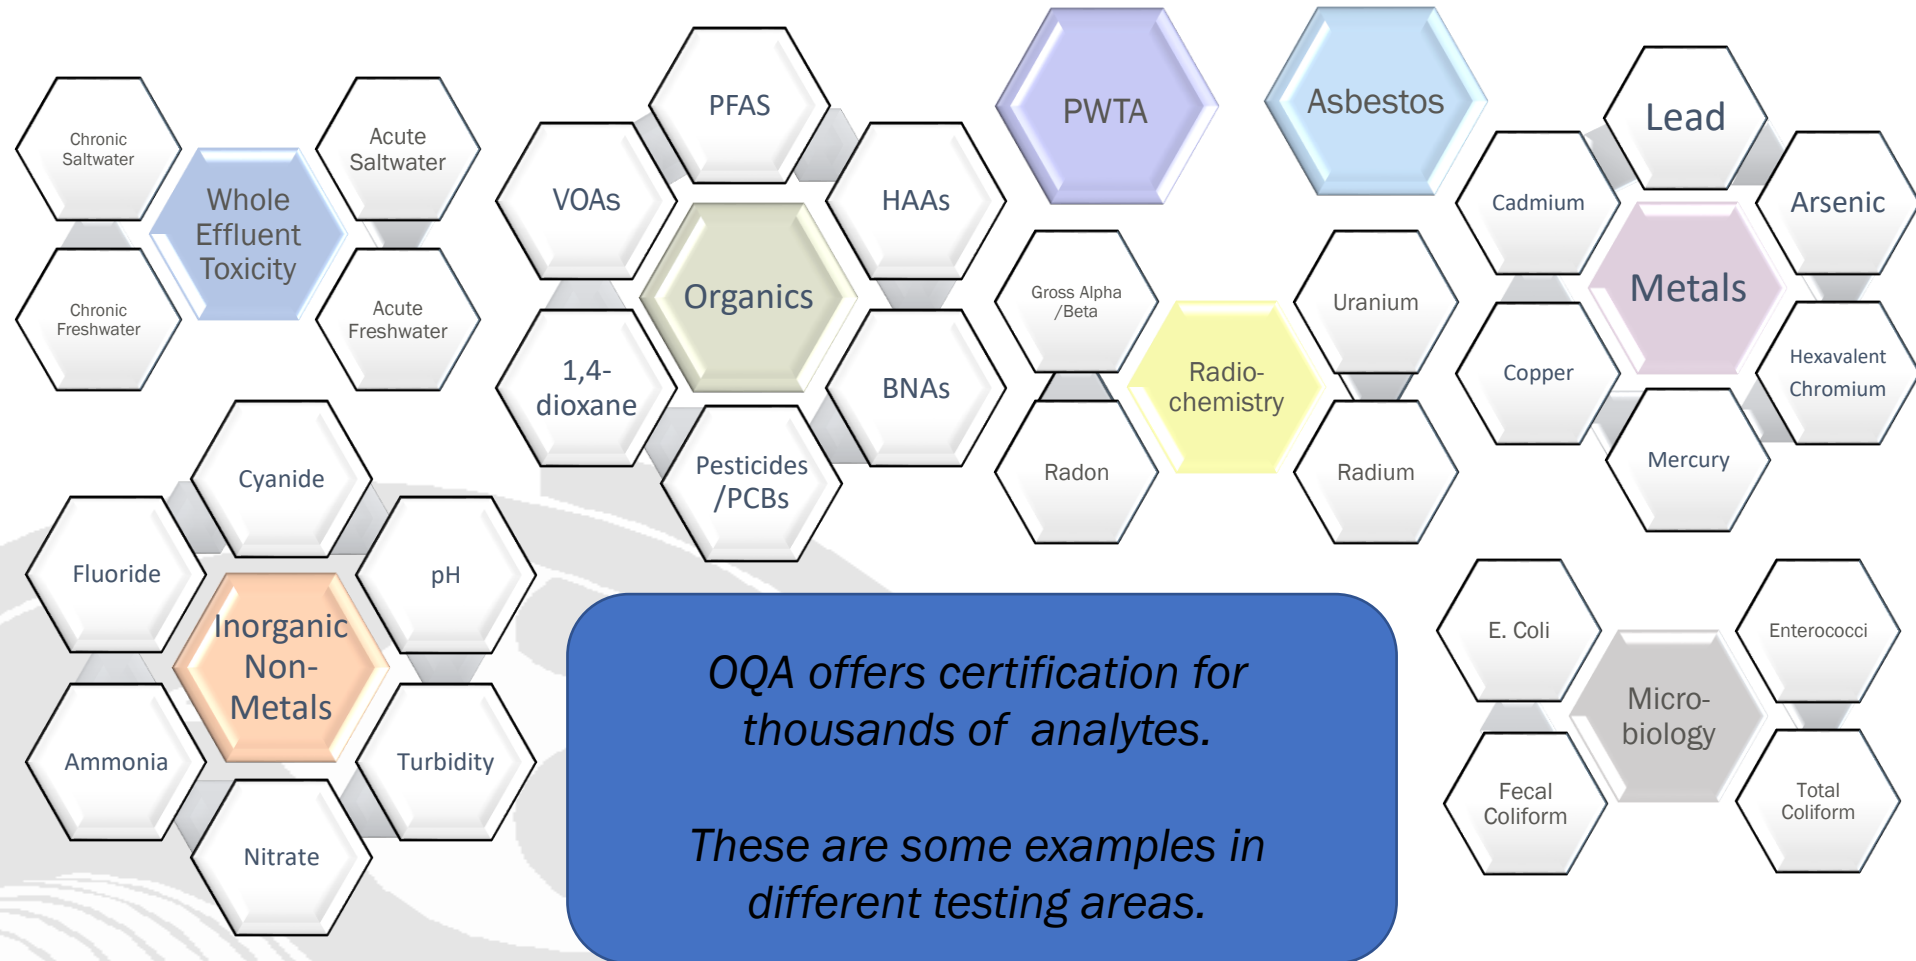 Chronic
Saltwater
Acute
Saltwater
Whole
Effluent
Toxicity
Chronic
Freshwater
Acute
Freshwater
PFAS
VOAs
HAAs
Organics
1,4-
dioxane
BNAs
Pesticides
/PCBs
PWTA
Asbestos
Gross Alpha
/Beta
Uranium
Radio-
chemistry
Radon
Radium
Lead
Cadmium
Arsenic
Metals
Copper
Hexavalent
Chromium
Mercury
Cyanide
Fluoride
pH
Inorganic
Non-
Metals
Ammonia
Turbidity
Nitrate
OQA offers certification for
thousands of  analytes.
These are some examples in
different testing areas.
E. Coli
Enterococci
Micro-
biology
Fecal
Coliform
Total
Coliform